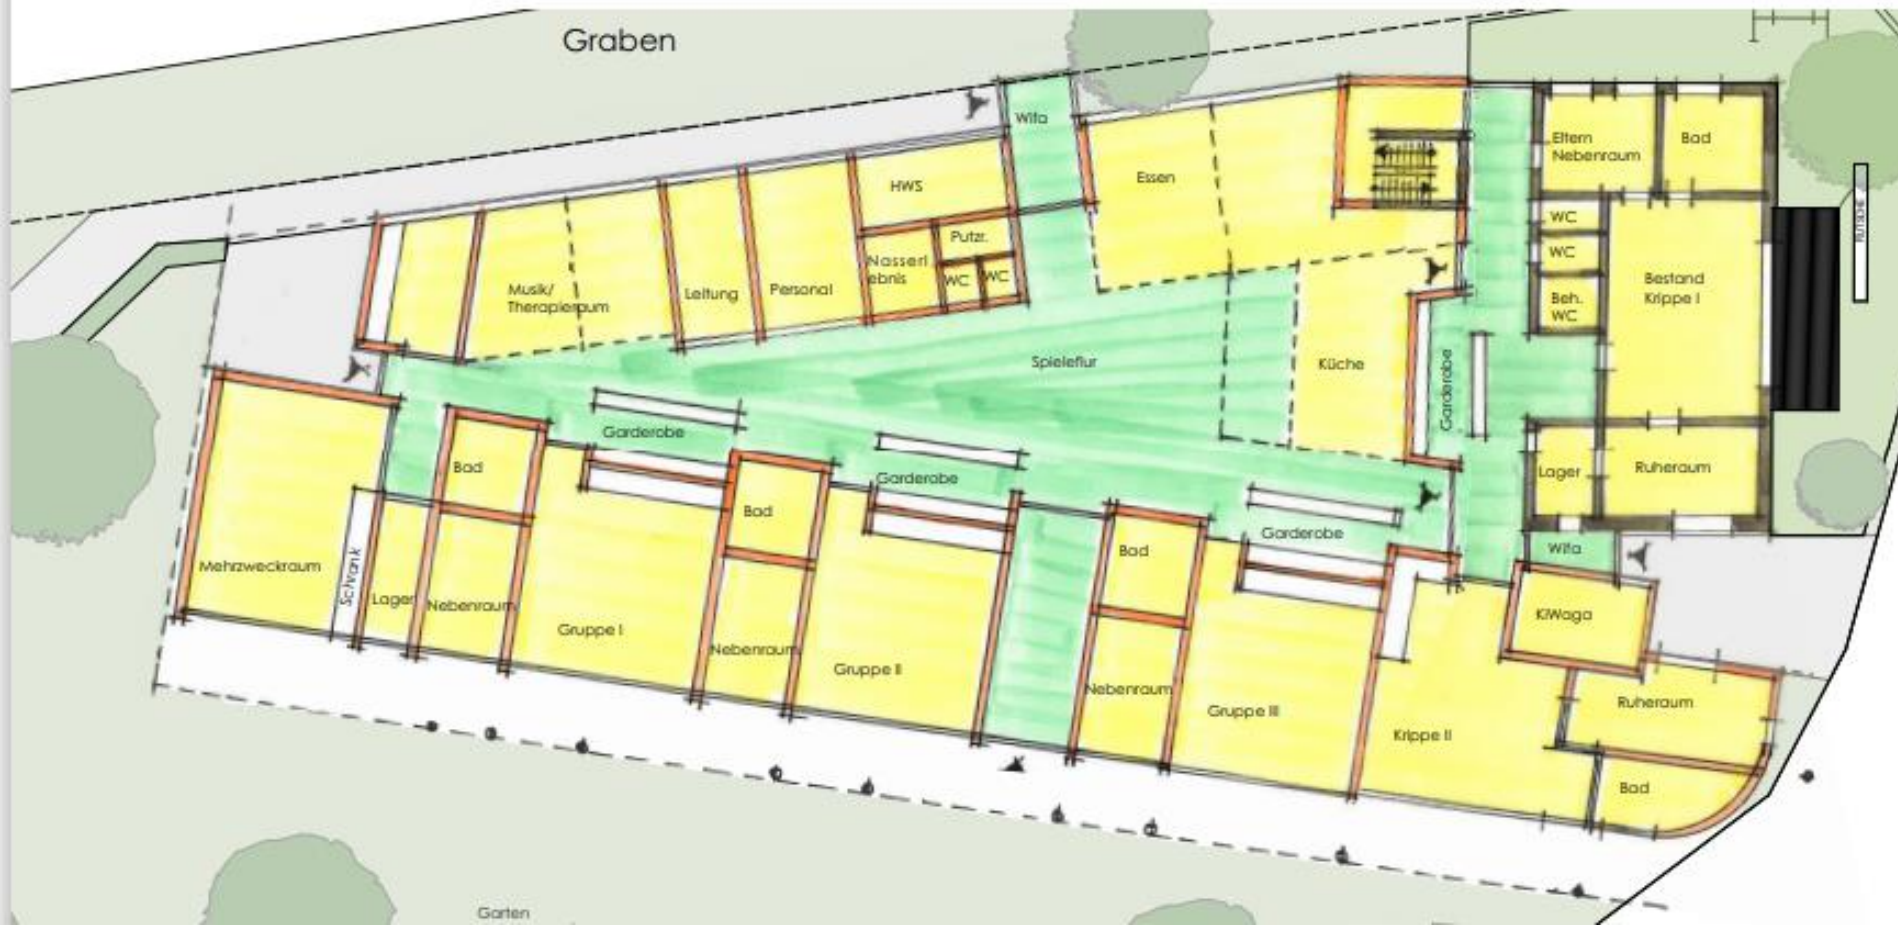 Graben
Wifa
Eltern
Nebenraum
Bad
HWS
Essen
WC
Putzr.
Nasserl
ebnis
WC
WC
WC
Beh.
WC
Bestand
Krippe I
Musik/
Therapieraum
Leitung
Personal
Spieleflur
Küche
Garderobe
RUTSCHE
Garderobe
Bad
Garderobe
Lager
Ruheraum
Bad
Garderobe
Bad
Wifa
Mehrzweckraum
Schrank
Lager
Nebenraum
Gruppe I
Nebenraum
Gruppe II
Nebenraum
Gruppe III
KiWaga
Ruheraum
Krippe II
Bad
Garten